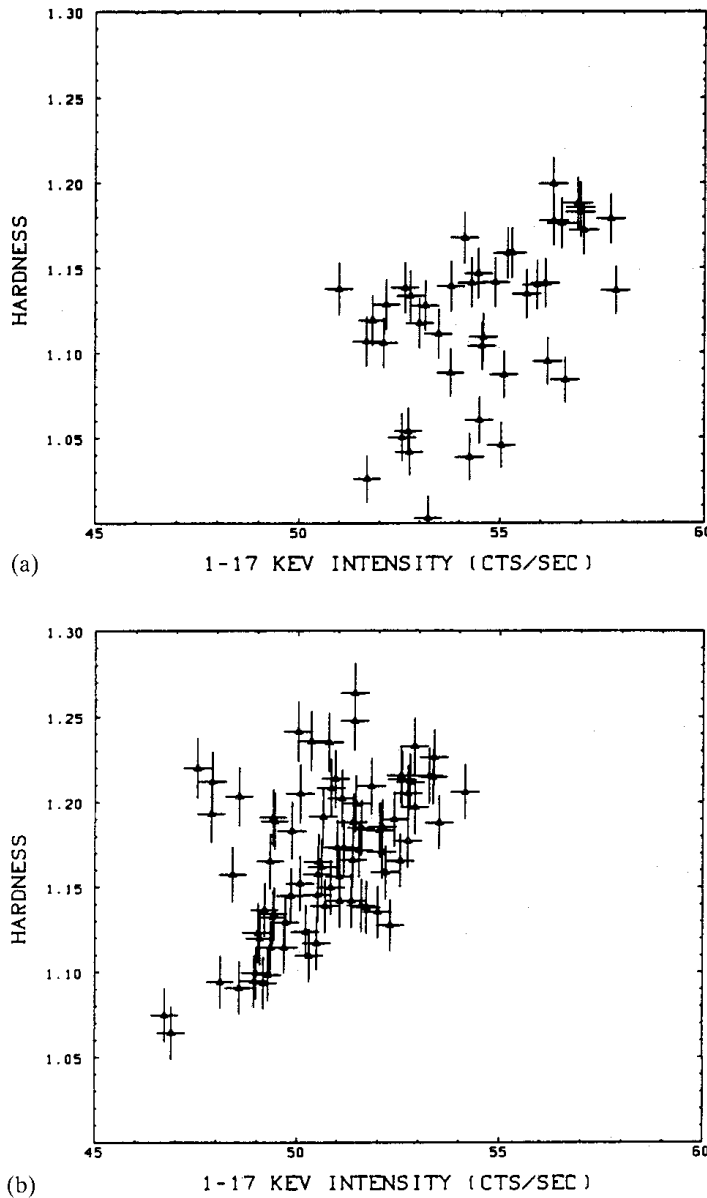 1.30
1.25
1.20
1.15
1.10
1.05
HARDNESS
45 50 55 60
(a) 1-17 KEV INTENSITY (CTS/SEC)
1.30
1.25
1.20
1.15
1.10
1.05
HARDNESS
45 50 55 60
(b) 1-17 KEV INTENSITY (CTS/SEC)